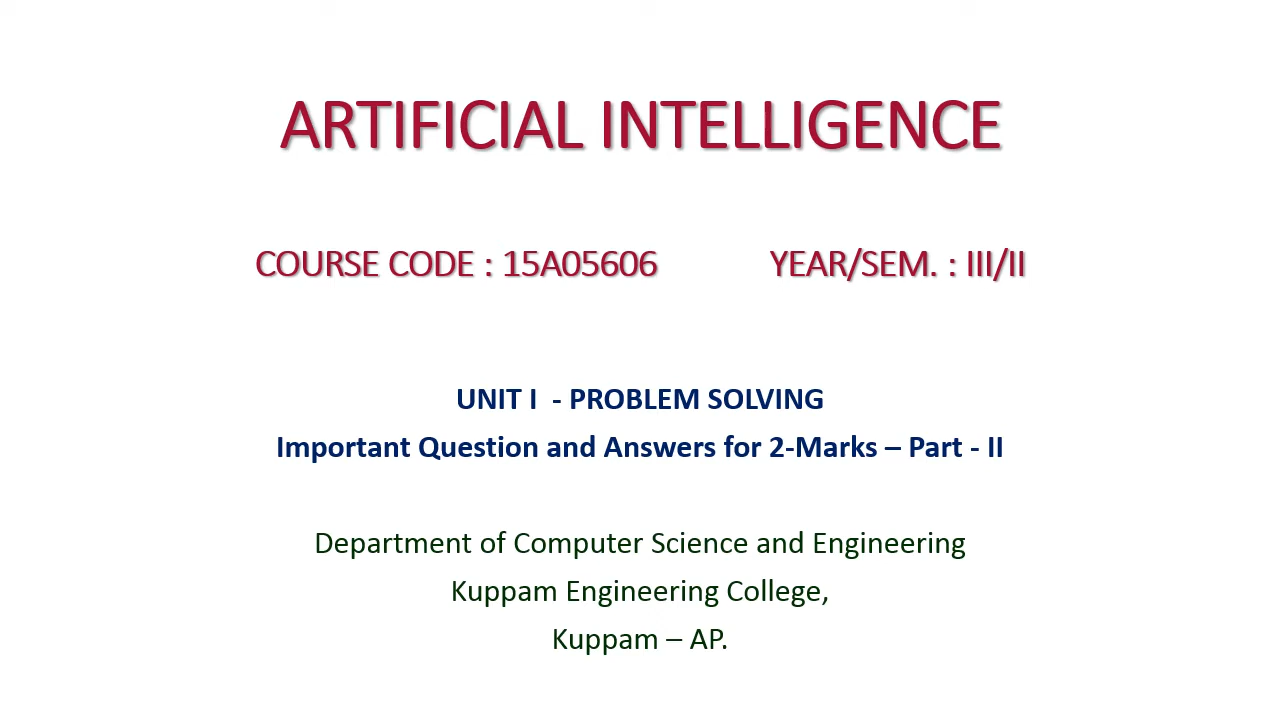 ARTIFICIAL INTELLIGENCE
COURSE CODE : 15A05606 YEAR/SEM. : III/II
UNIT I - PROBLEM SOLVING
Important Question and Answers for 2-Marks – Part - II
Department of Computer Science and Engineering
Kuppam Engineering College,
Kuppam – AP.